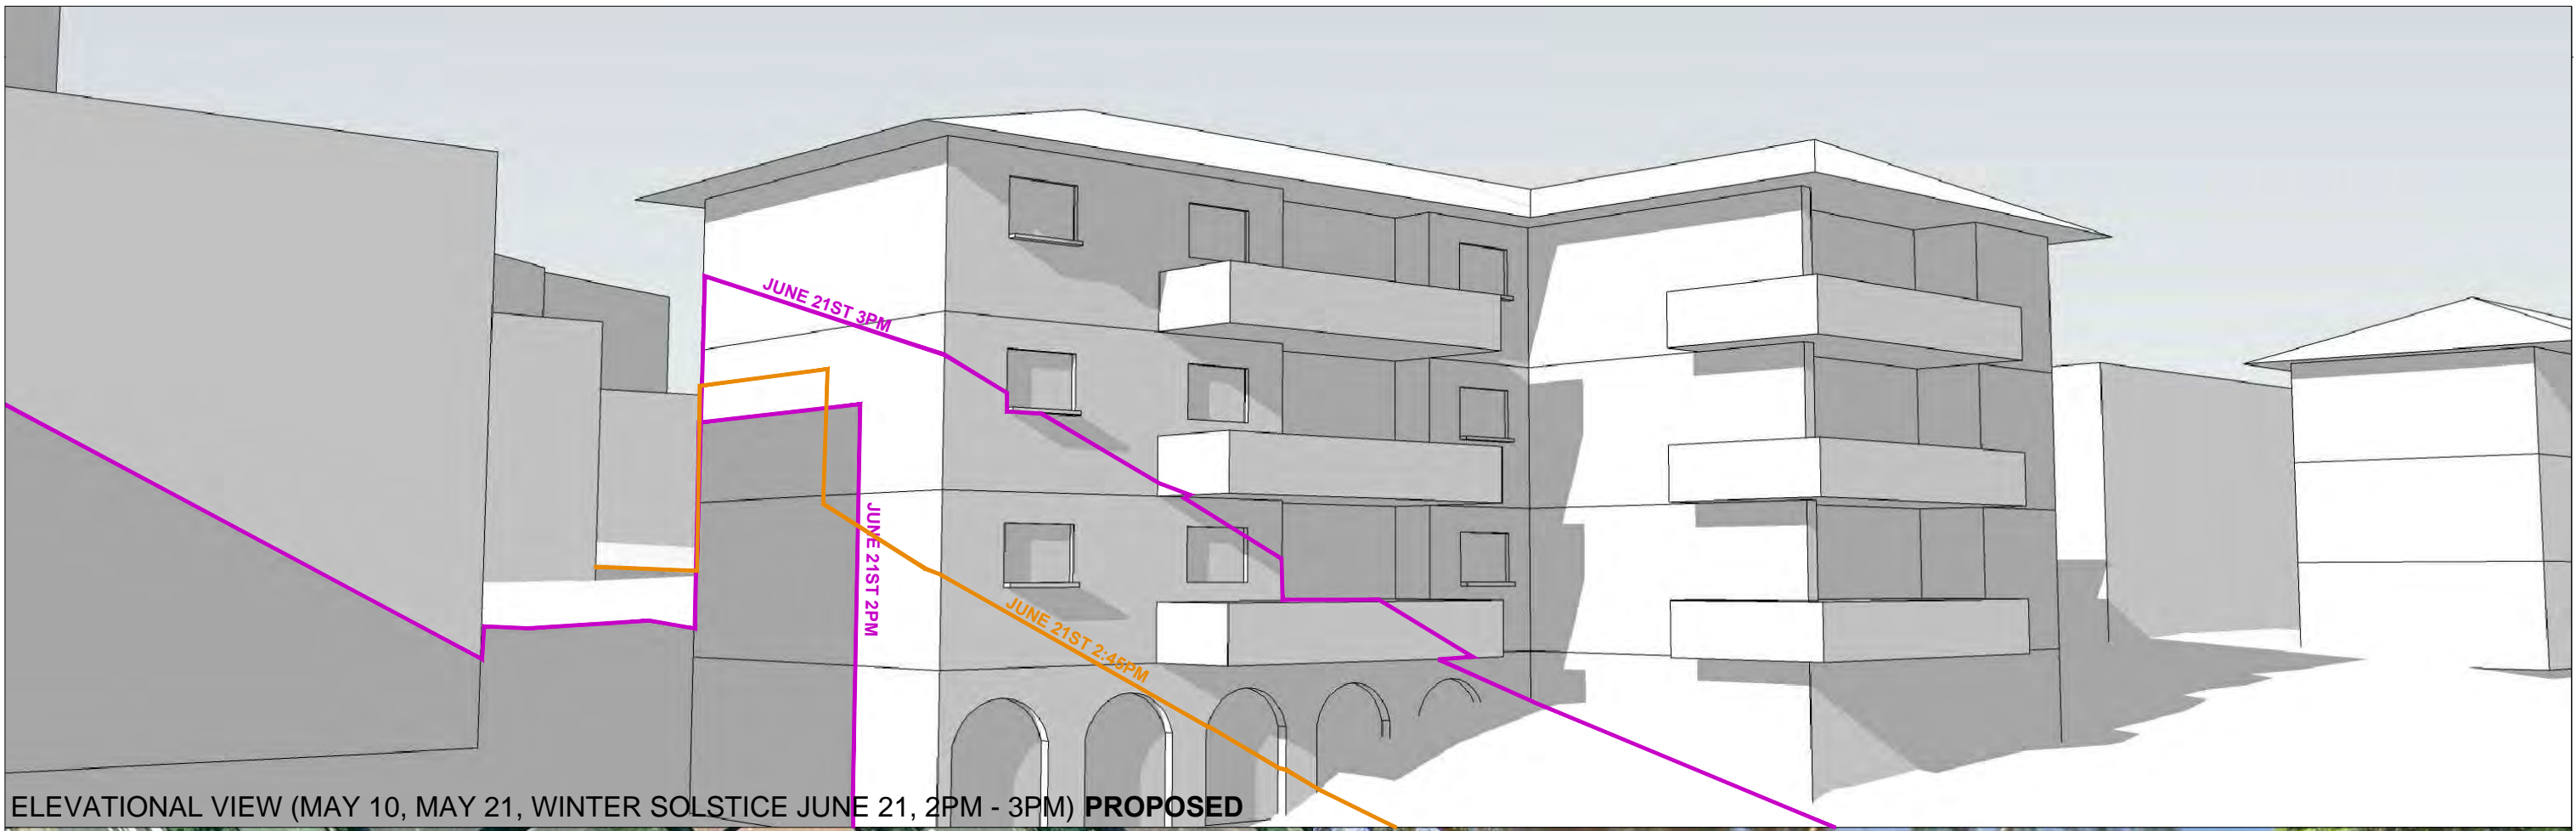 JUNE 21ST 3PM
JUNE 21ST 2PM
JUNE 21ST 2:45PM
ELEVATIONAL VIEW (MAY 10, MAY 21, WINTER SOLSTICE JUNE 21, 2PM - 3PM) PROPOSED